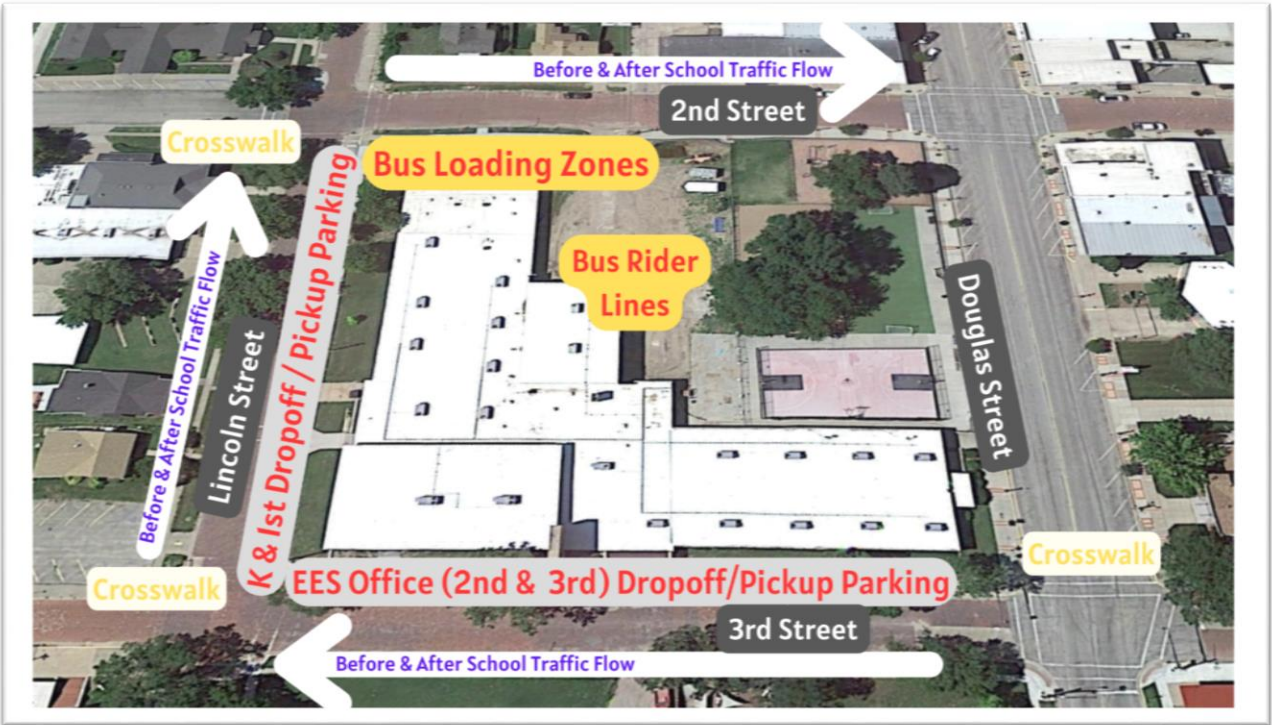 Before & After School Traffic Flow
2nd Street
Crosswalk
Bus Loading Zones
Bus Rider
Lines
K & 1st Dropoff / Pickup Parking
Before & After School Traffic Flow
Lincoln Street
Douglas Street
Crosswalk
Crosswalk
EES Office (2nd & 3rd) Dropoff/Pickup Parking
3rd Street
Before & After School Traffic Flow